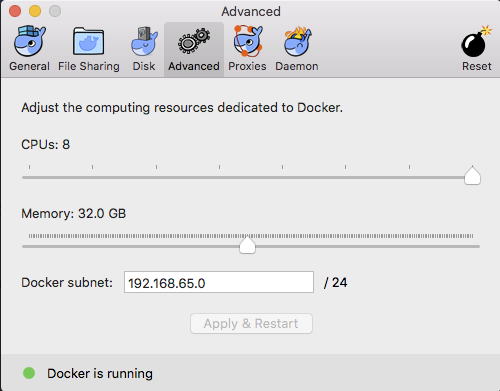 Advanced
General File Sharing Disk Advanced Proxies Daemon Reset
Adjust the computing resources dedicated to Docker.
CPUs: 8
Memory: 32.0 GB
Docker subnet: 192.168.65.0 / 24
Apply & Restart
Docker is running